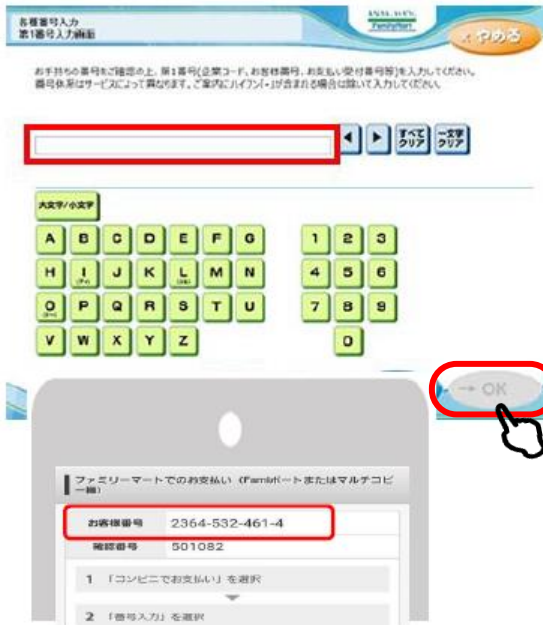 各種番号入力
第1番号入力画面
FamilyMart
× やめる
お手持ちの番号をご確認の上、第1番号(企業コード、お客様番号、お支払い受付番号等)を入力してください。
番号体系はサービスによって異なります。ご案内にハイフン「-」が含まれる場合は除いて入力してください。
すべてクリア 一文字クリア
大文字/小文字
A B C D E F G 1 2 3
H I J K L M N 4 5 6
O P Q R S T U 7 8 9
V W X Y Z 0
→ OK
ファミリーマートでのお支払い (Famiポートまたはマルチコピ
ー機)
お客様番号 2364-532-461-4
確認番号 501082
1 「コンビニでお支払い」を選択
2 「番号入力」を選択